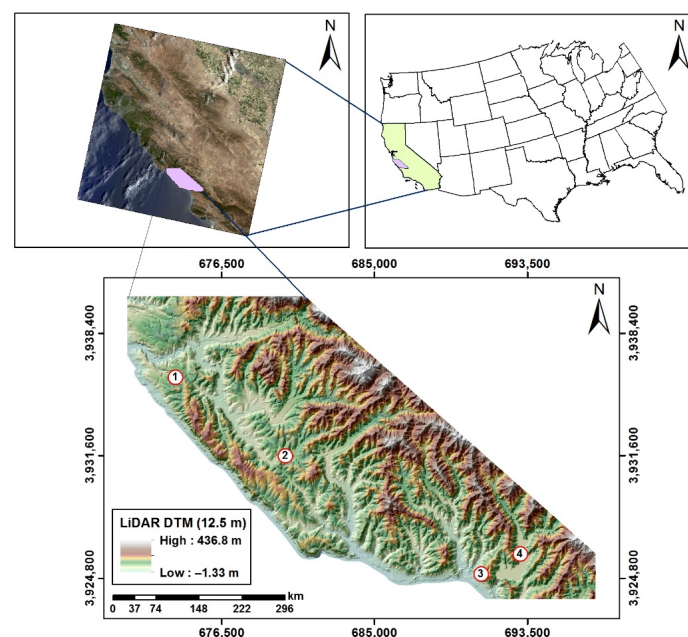 N
N
676,500 685,000 693,500
N
3,938,400
3,938,400
1
2
3,931,600
3,931,600
LiDAR DTM (12.5 m)
High : 436.8 m
Low : –1.33 m
4
3
3,924,800
3,924,800
km
0 37 74 148 222 296
676,500 685,000 693,500